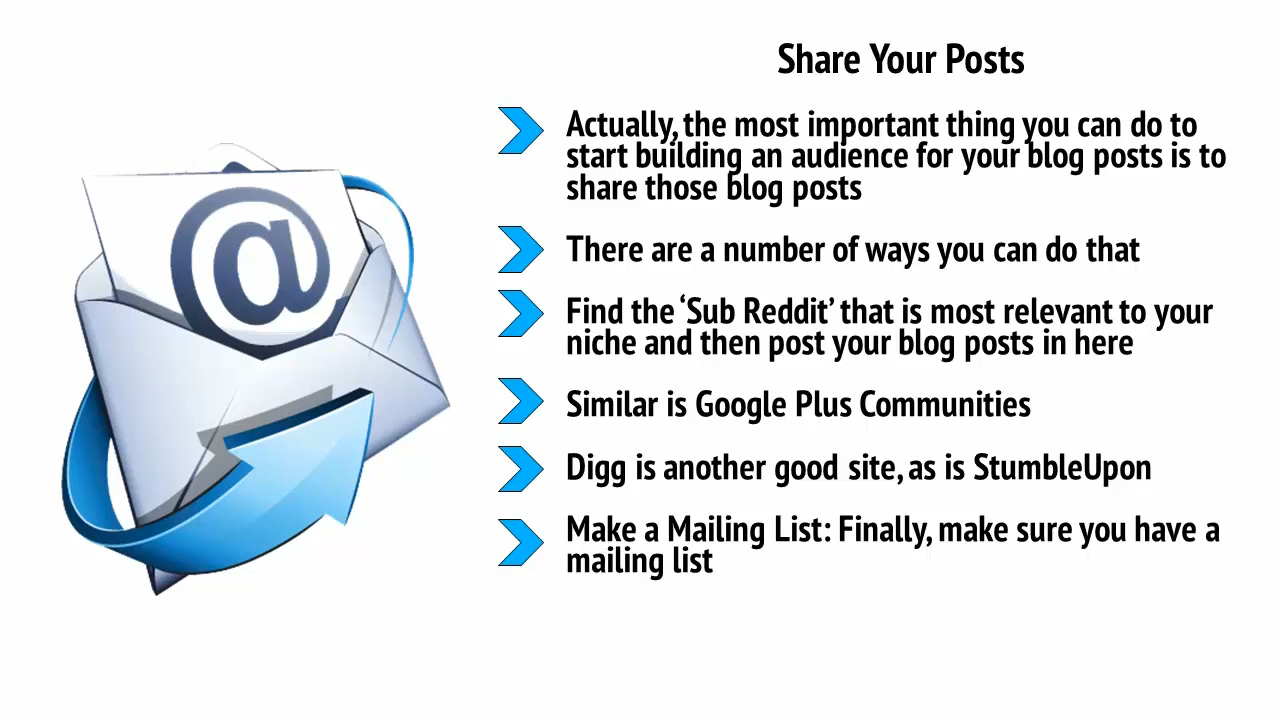 Share Your Posts
Actually, the most important thing you can do to
start building an audience for your blog posts is to
share those blog posts
There are a number of ways you can do that
Find the ‘Sub Reddit’ that is most relevant to your
niche and then post your blog posts in here
Similar is Google Plus Communities
Digg is another good site, as is StumbleUpon
Make a Mailing List: Finally, make sure you have a
mailing list
@